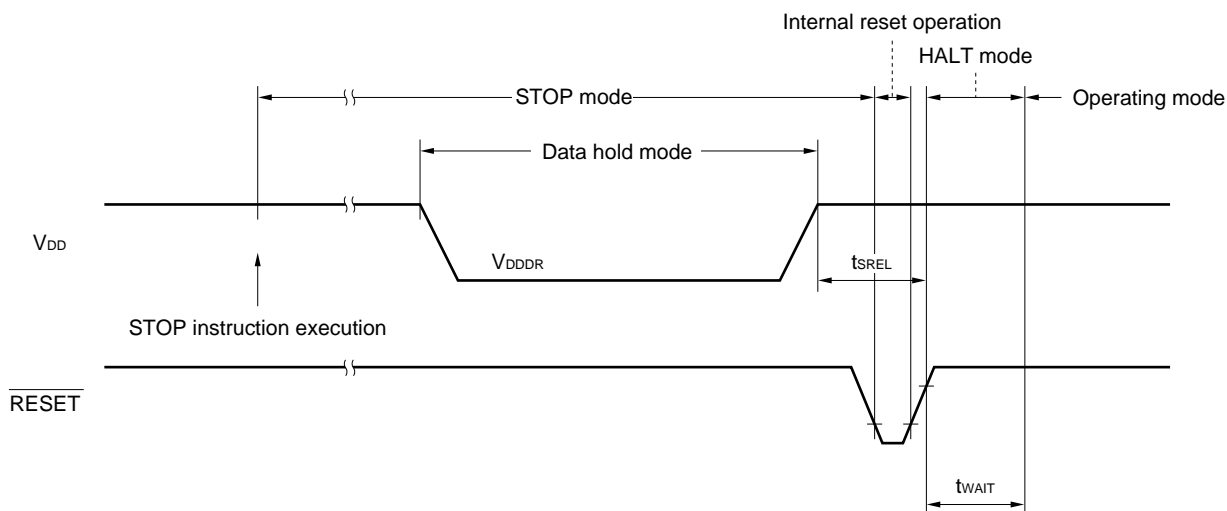 Internal reset operation
HALT mode
STOP mode
Operating mode
Data hold mode
VDD
VDDDR
tSREL
STOP instruction execution
RESET
tWAIT